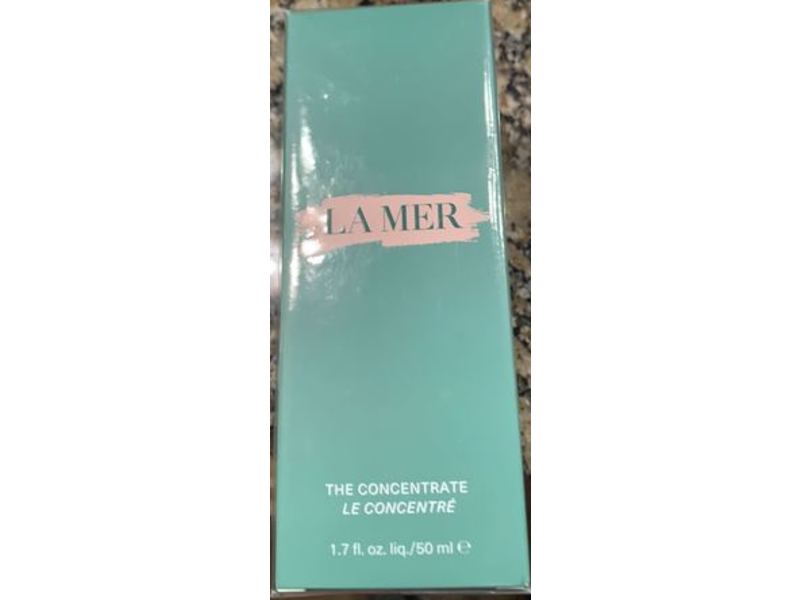 LA MER
THE CONCENTRATE
LE CONCENTRÉ
1.7 fl. oz. liq./50 ml ℮